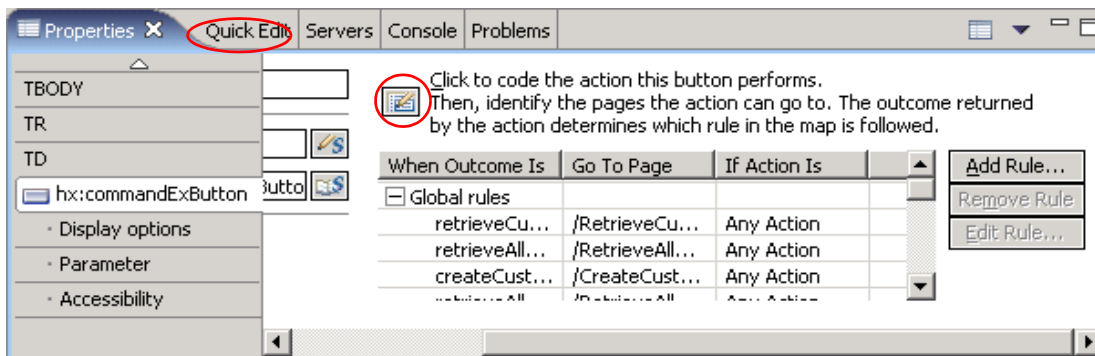 Properties Quick Edit Servers Console Problems
TBODY
TR
TD
hx:commandExButton
Display options
Parameter
Accessibility
Click to code the action this button performs.
Then, identify the pages the action can go to. The outcome returned
by the action determines which rule in the map is followed.
When Outcome Is Go To Page If Action Is
Global rules
retrieveCu... /RetrieveCu... Any Action
retrieveAll... /RetrieveAll... Any Action
createCust... /CreateCust... Any Action
Add Rule...
Remove Rule
Edit Rule...